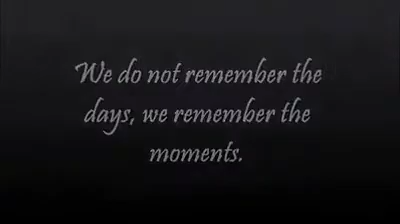 We do not remember the
days, we remember the
moments.